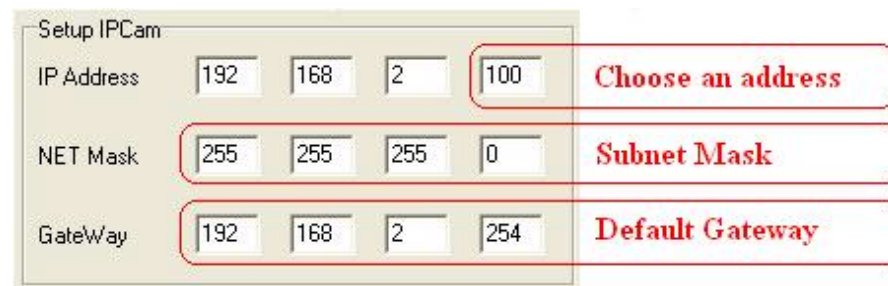 Setup IPCam
IP Address 192 168 2 100 Choose an address
NET Mask 255 255 255 0 Subnet Mask
GateWay 192 168 2 254 Default Gateway